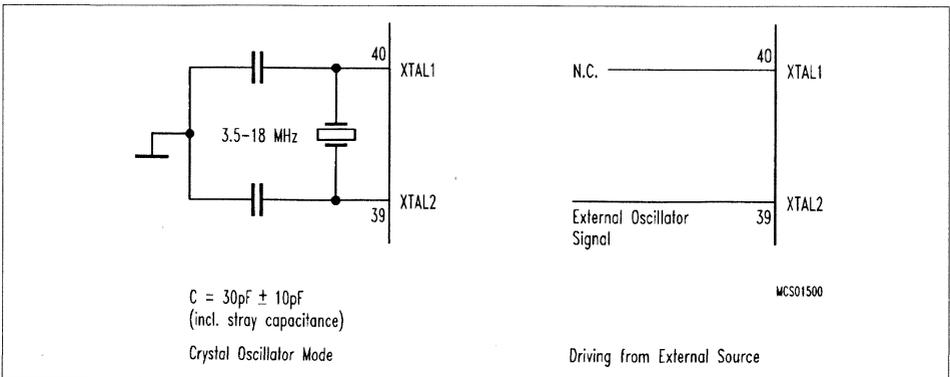 40
XTAL1
3.5–18 MHz
XTAL2
39
C = 30pF ± 10pF
(incl. stray capacitance)
Crystal Oscillator Mode
40
N.C.
XTAL1
XTAL2
39
External Oscillator
Signal
MCS01500
Driving from External Source